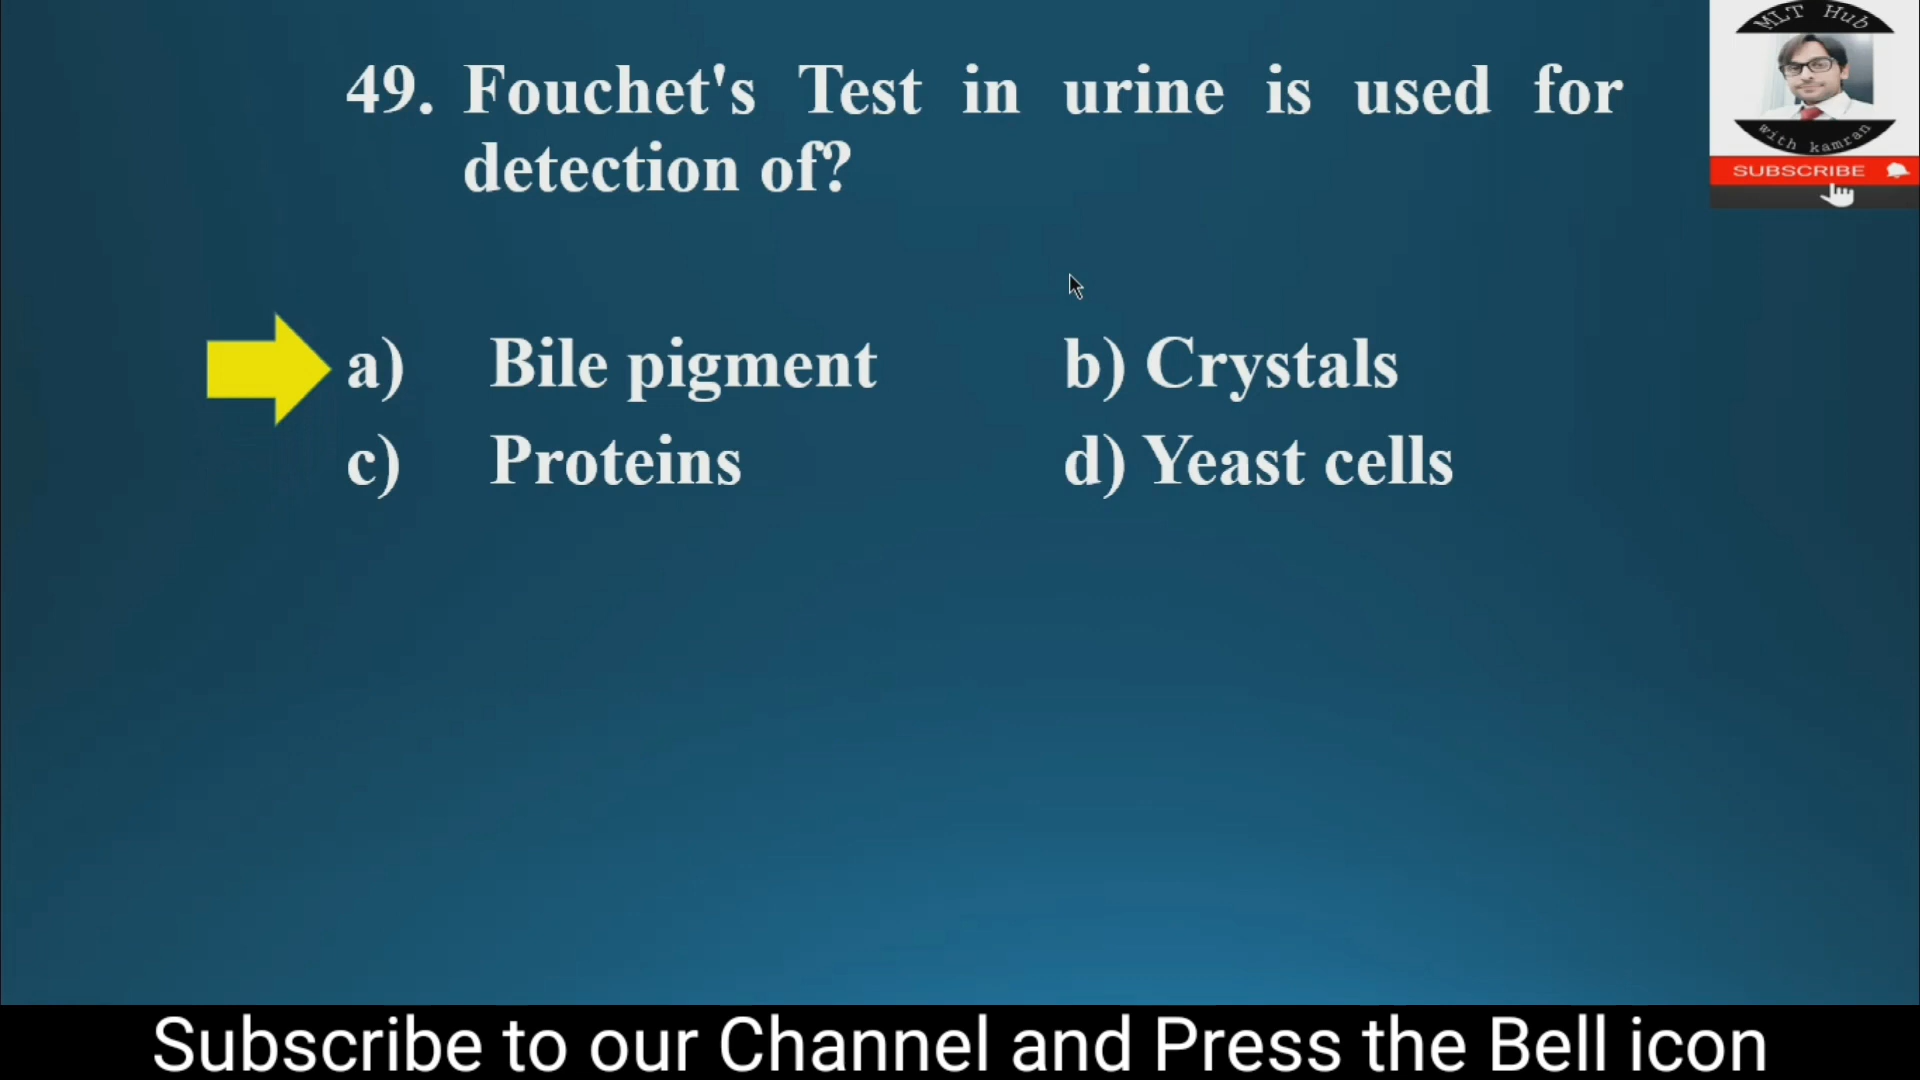 MLT Hub
with kamran
SUBSCRIBE
49. Fouchet's Test in urine is used for
detection of?
a) Bile pigment b) Crystals
c) Proteins d) Yeast cells
Subscribe to our Channel and Press the Bell icon